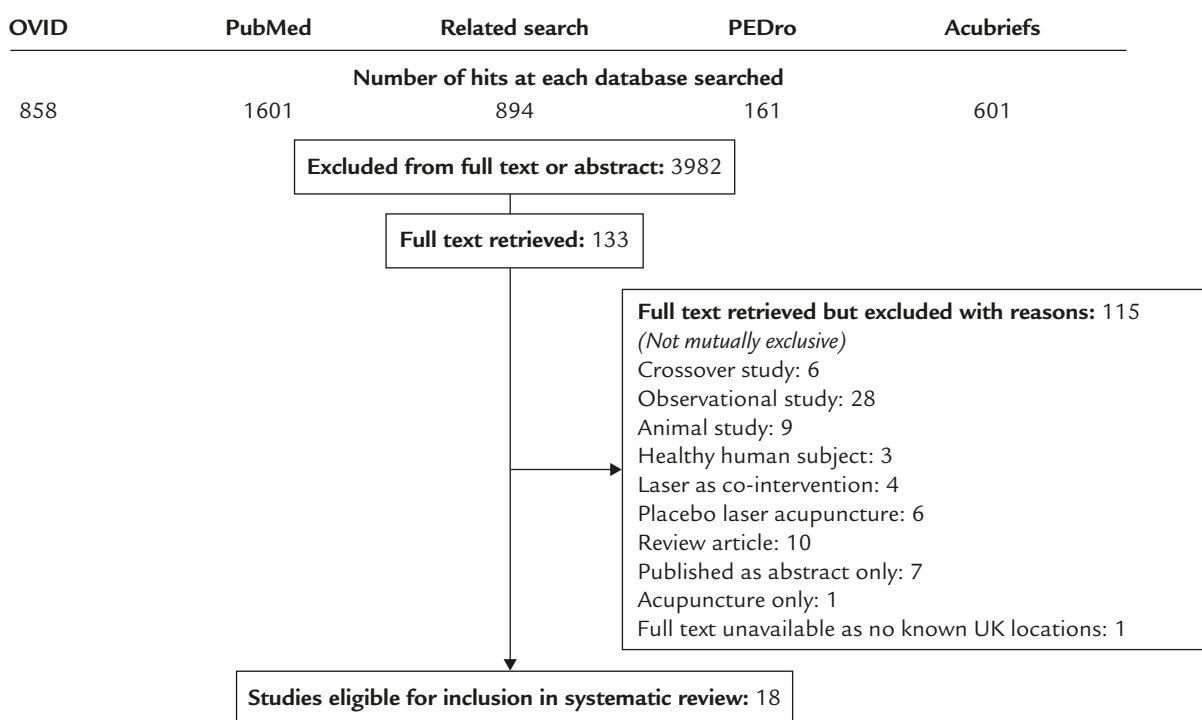 OVID PubMed Related search PEDro Acubriefs
Number of hits at each database searched
858 1601 894 161 601
Excluded from full text or abstract: 3982
Full text retrieved: 133
Full text retrieved but excluded with reasons: 115
(Not mutually exclusive)
Crossover study: 6
Observational study: 28
Animal study: 9
Healthy human subject: 3
Laser as co-intervention: 4
Placebo laser acupuncture: 6
Review article: 10
Published as abstract only: 7
Acupuncture only: 1
Full text unavailable as no known UK locations: 1
Studies eligible for inclusion in systematic review: 18